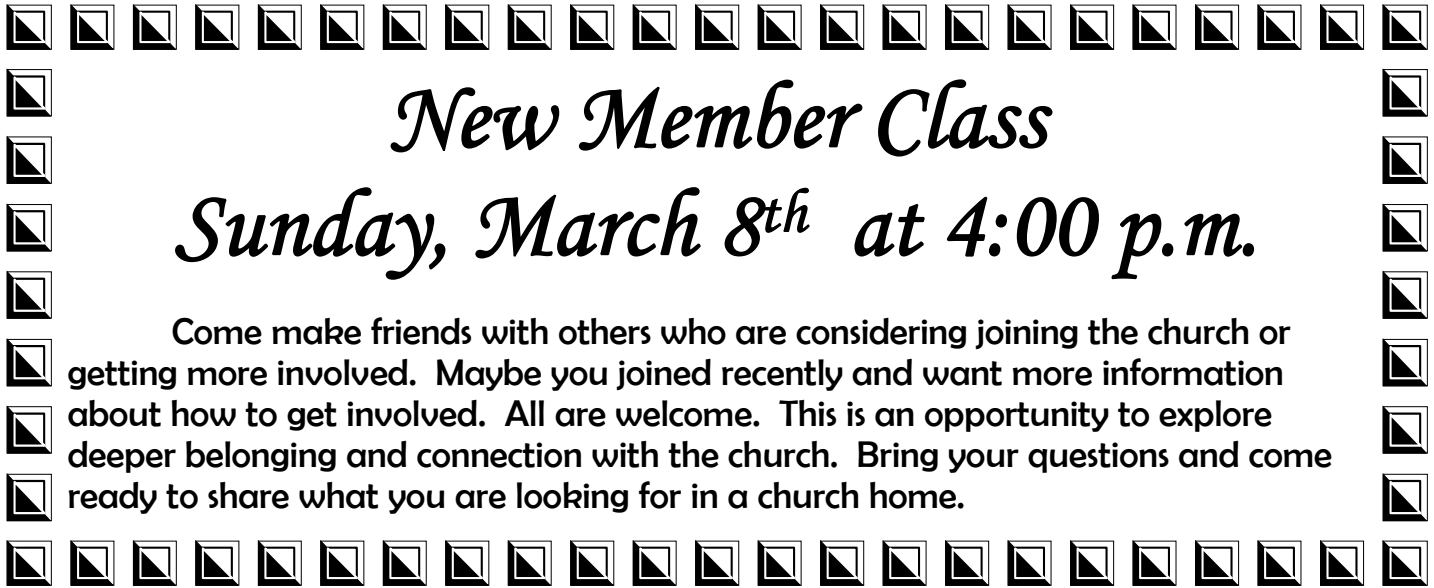 New Member Class
Sunday, March 8th at 4:00 p.m.
Come make friends with others who are considering joining the church or
getting more involved.  Maybe you joined recently and want more information
about how to get involved.  All are welcome.  This is an opportunity to explore
deeper belonging and connection with the church.  Bring your questions and come
ready to share what you are looking for in a church home.